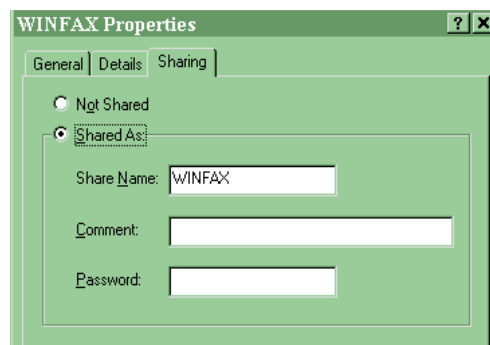 WINFAX Properties ? X
General Details Sharing
Not Shared
Shared As:
Share Name: WINFAX
Comment:
Password: